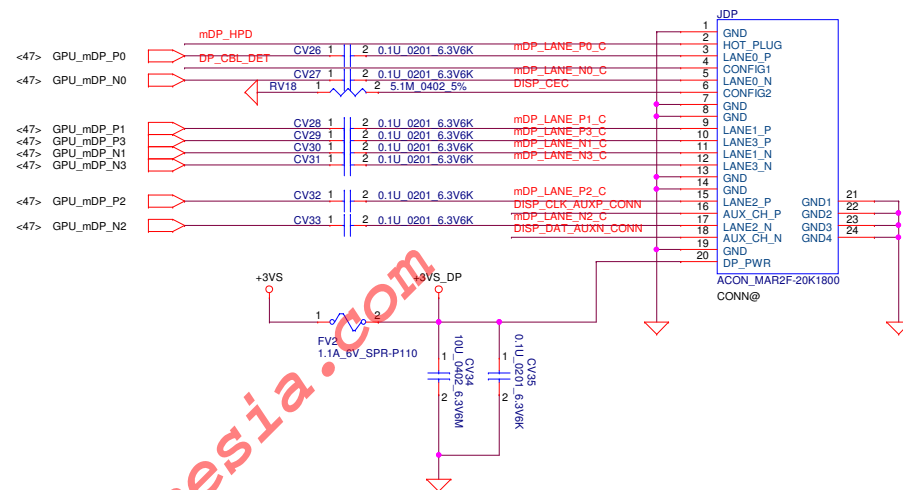 JDP
mDP_HPD
1 GND
2 HOT_PLUG
<47> GPU_mDP_P0 CV26 1 2 0.1U_0201_6.3V6K mDP_LANE_P0_C 3 LANE0_P
DP_CBL_DET 4 CONFIG1
<47> GPU_mDP_N0 CV27 1 2 0.1U_0201_6.3V6K mDP_LANE_N0_C 5 LANE0_N
RV18 1 2 5.1M_0402_5% DISP_CEC 6 CONFIG2
7 GND
8 GND
<47> GPU_mDP_P1 CV28 1 2 0.1U_0201_6.3V6K mDP_LANE_P1_C 9 LANE1_P
<47> GPU_mDP_P3 CV29 1 2 0.1U_0201_6.3V6K mDP_LANE_P3_C 10 LANE3_P
<47> GPU_mDP_N1 CV30 1 2 0.1U_0201_6.3V6K mDP_LANE_N1_C 11 LANE1_N
<47> GPU_mDP_N3 CV31 1 2 0.1U_0201_6.3V6K mDP_LANE_N3_C 12 LANE3_N
13 GND
14 GND
<47> GPU_mDP_P2 CV32 1 2 0.1U_0201_6.3V6K mDP_LANE_P2_C 15 LANE2_P GND1 21
DISP_CLK_AUXP_CONN 16 AUX_CH_P GND2 22
<47> GPU_mDP_N2 CV33 1 2 0.1U_0201_6.3V6K mDP_LANE_N2_C 17 LANE2_N GND3 23
DISP_DAT_AUXN_CONN 18 AUX_CH_N GND4 24
19 GND
20 DP_PWR
ACON_MAR2F-20K1800
CONN@
+3VS +3VS_DP
1 2
FV2
1.1A_6V_SPR-P110
1 2 CV34
10U_0402_6.3V6M
1 2 CV35
0.1U_0201_6.3V6K
nesia.com